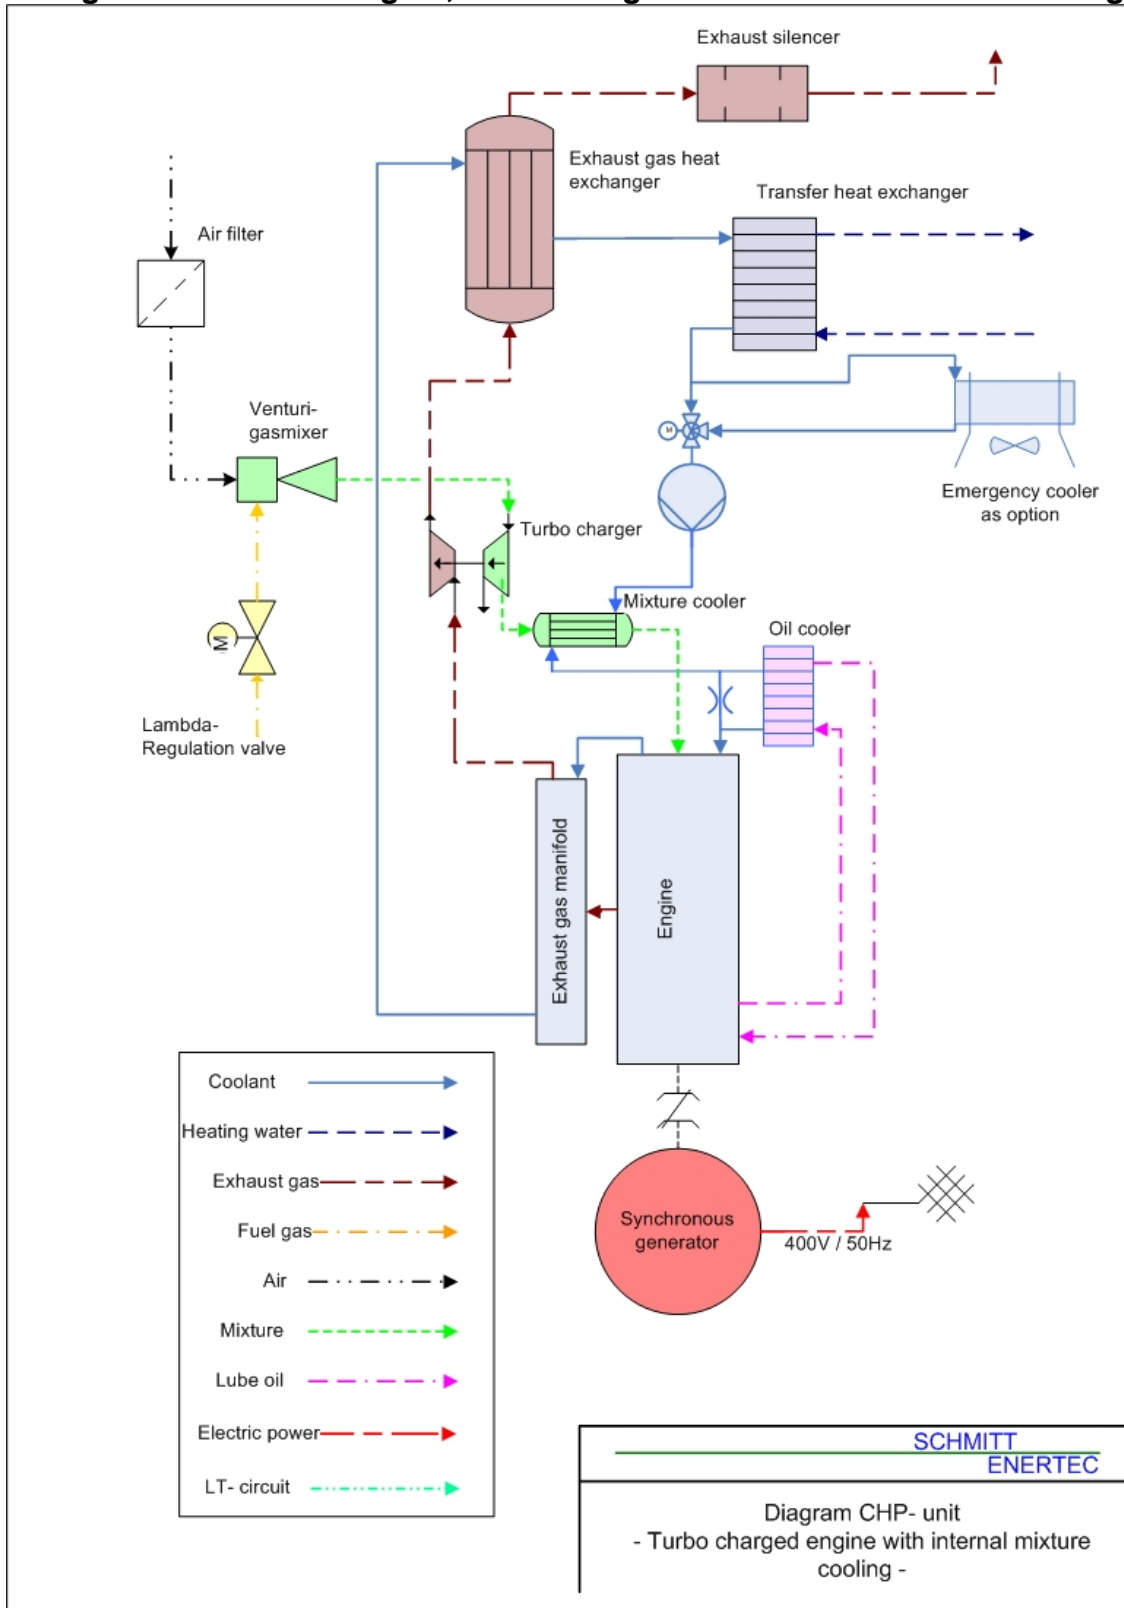 Exhaust silencer
Exhaust gas heat
exchanger
Transfer heat exchanger
Air filter
Venturi-
gasmixer
M
Emergency cooler
as option
Turbo charger
Mixture cooler
Oil cooler
M
Lambda-
Regulation valve
Exhaust gas manifold
Engine
Coolant
Heating water
Exhaust gas
Fuel gas
Air
Mixture
Lube oil
Electric power
LT- circuit
Synchronous
generator
400V / 50Hz
SCHMITT
ENERTEC
Diagram CHP- unit
- Turbo charged engine with internal mixture
cooling -